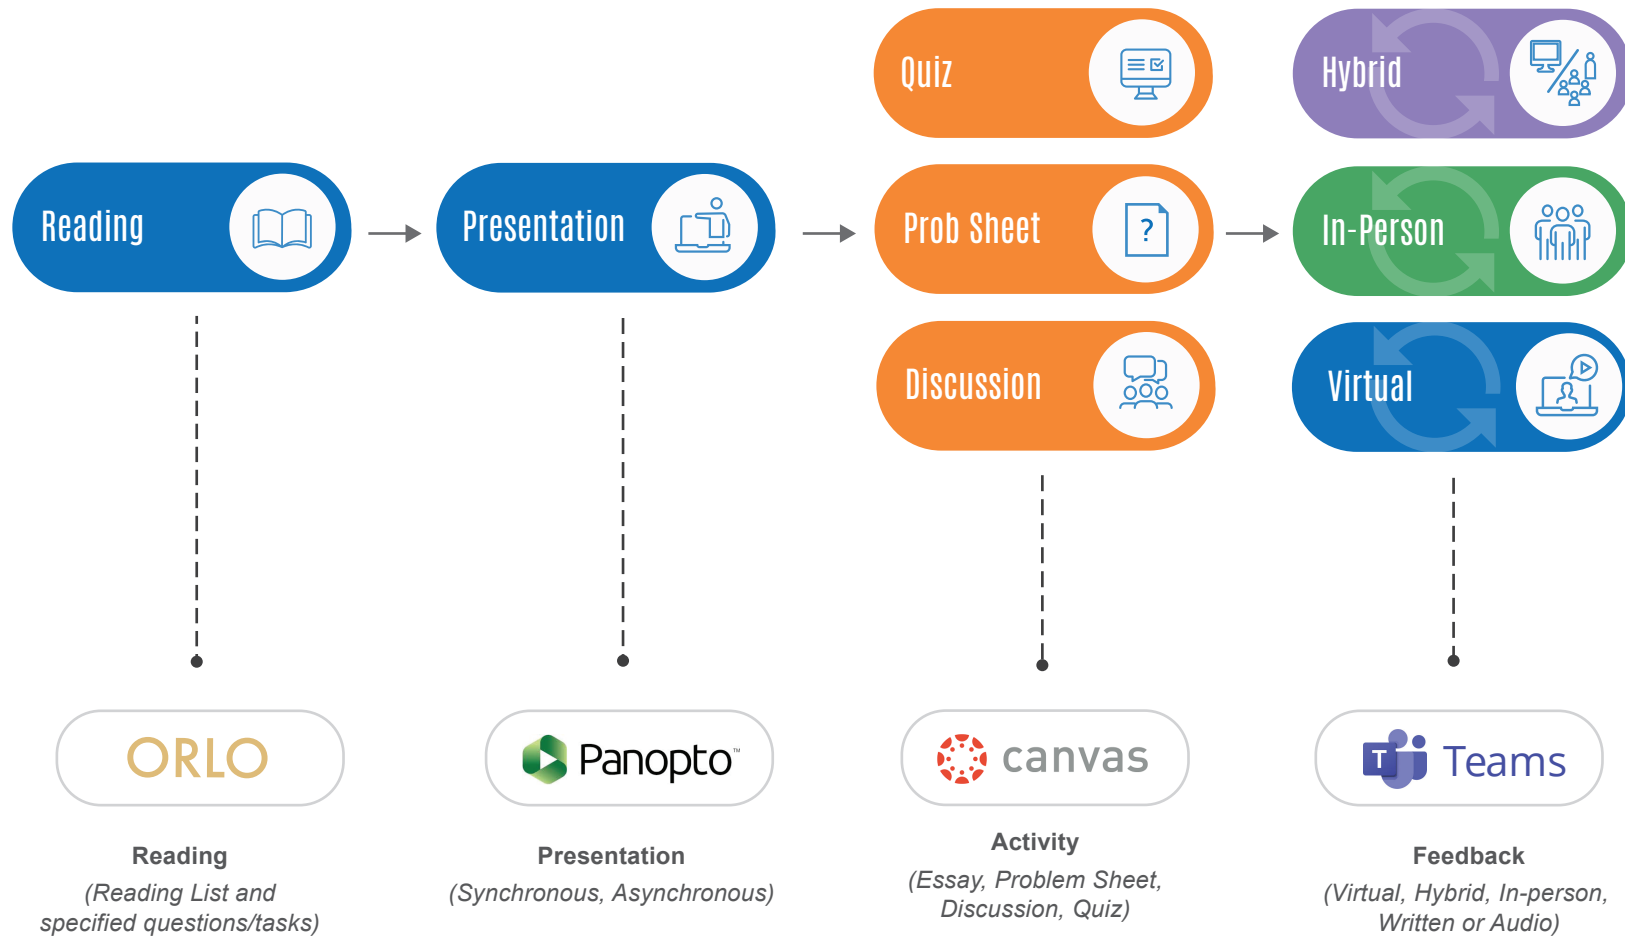 Quiz
Hybrid
Reading
Presentation
Prob Sheet
?
In-Person
Discussion
Virtual
ORLO
Panopto™
canvas
T
Teams
Reading
(Reading List and
specified questions/tasks)
Presentation
(Synchronous, Asynchronous)
Activity
(Essay, Problem Sheet,
Discussion, Quiz)
Feedback
(Virtual, Hybrid, In-person,
Written or Audio)